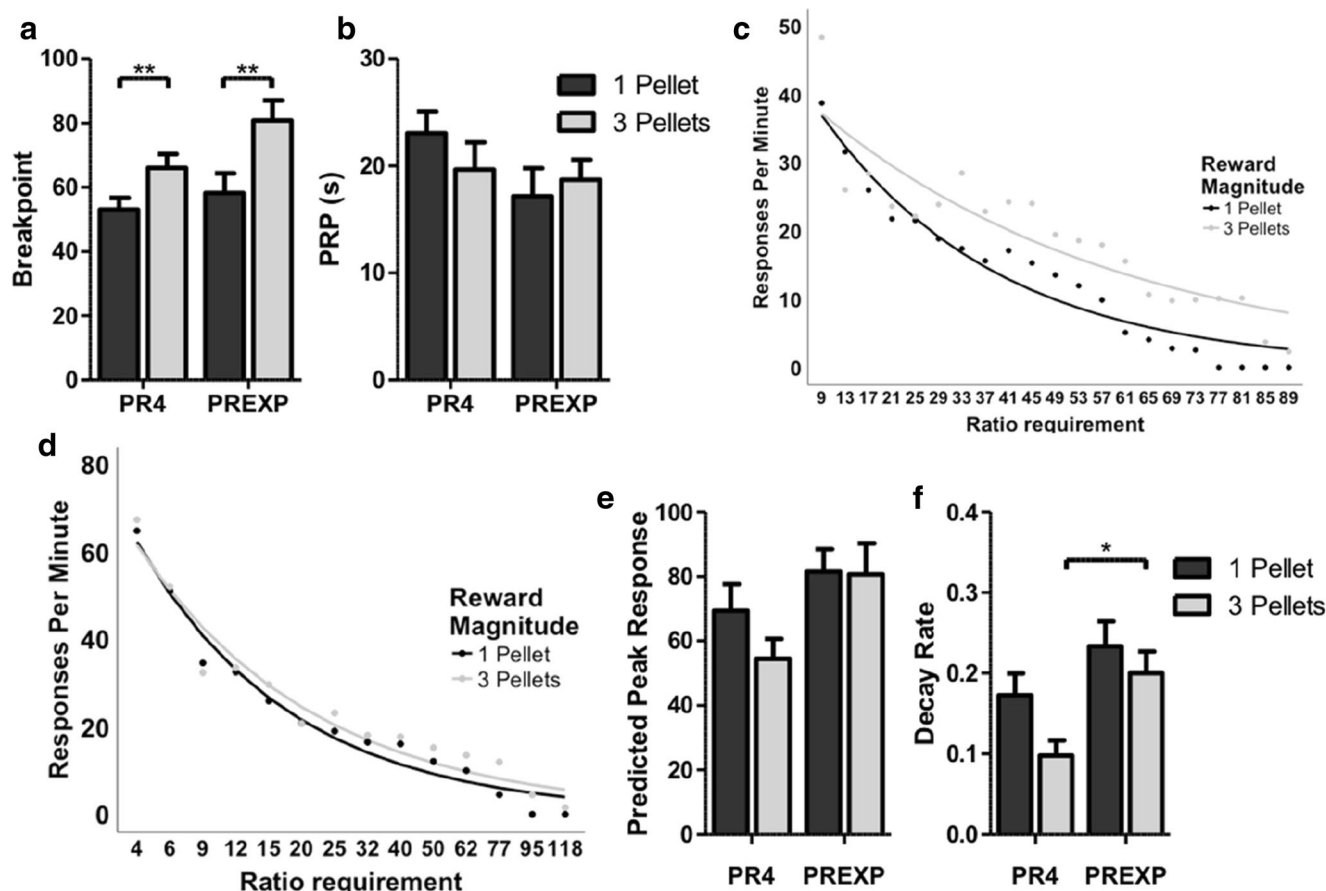 a
100
80
60
40
20
0
Breakpoint
**
**
PR4 PREXP
b
30
20
10
0
PRP (s)
1 Pellet
3 Pellets
PR4 PREXP
c
50
40
30
20
10
0
Responses Per Minute
Reward
Magnitude
1 Pellet
3 Pellets
9 13 17 21 25 29 33 37 41 45 49 53 57 61 65 69 73 77 81 85 89
Ratio requirement
d
80
60
40
20
0
Responses Per Minute
Reward
Magnitude
1 Pellet
3 Pellets
4 6 9 12 15 20 25 32 40 50 62 77 95 118
Ratio requirement
e
100
80
60
40
20
0
Predicted Peak Response
PR4 PREXP
f
0.4
0.3
0.2
0.1
0.0
Decay Rate
*
1 Pellet
3 Pellets
PR4 PREXP